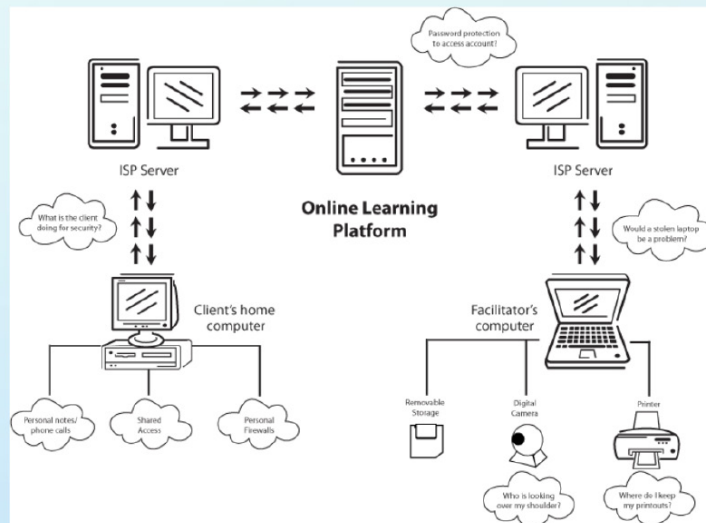 Password protection
to access account?
ISP Server
ISP Server
What is the client
doing for security?
Online Learning
Platform
Would a stolen laptop
be a problem?
Client's home
computer
Facilitator's
computer
Personal notes/
phone calls
Shared
Access
Personal
Firewalls
Removable
Storage
Digital
Camera
Printer
Who is looking
over my shoulder?
Where do I keep
my printouts?